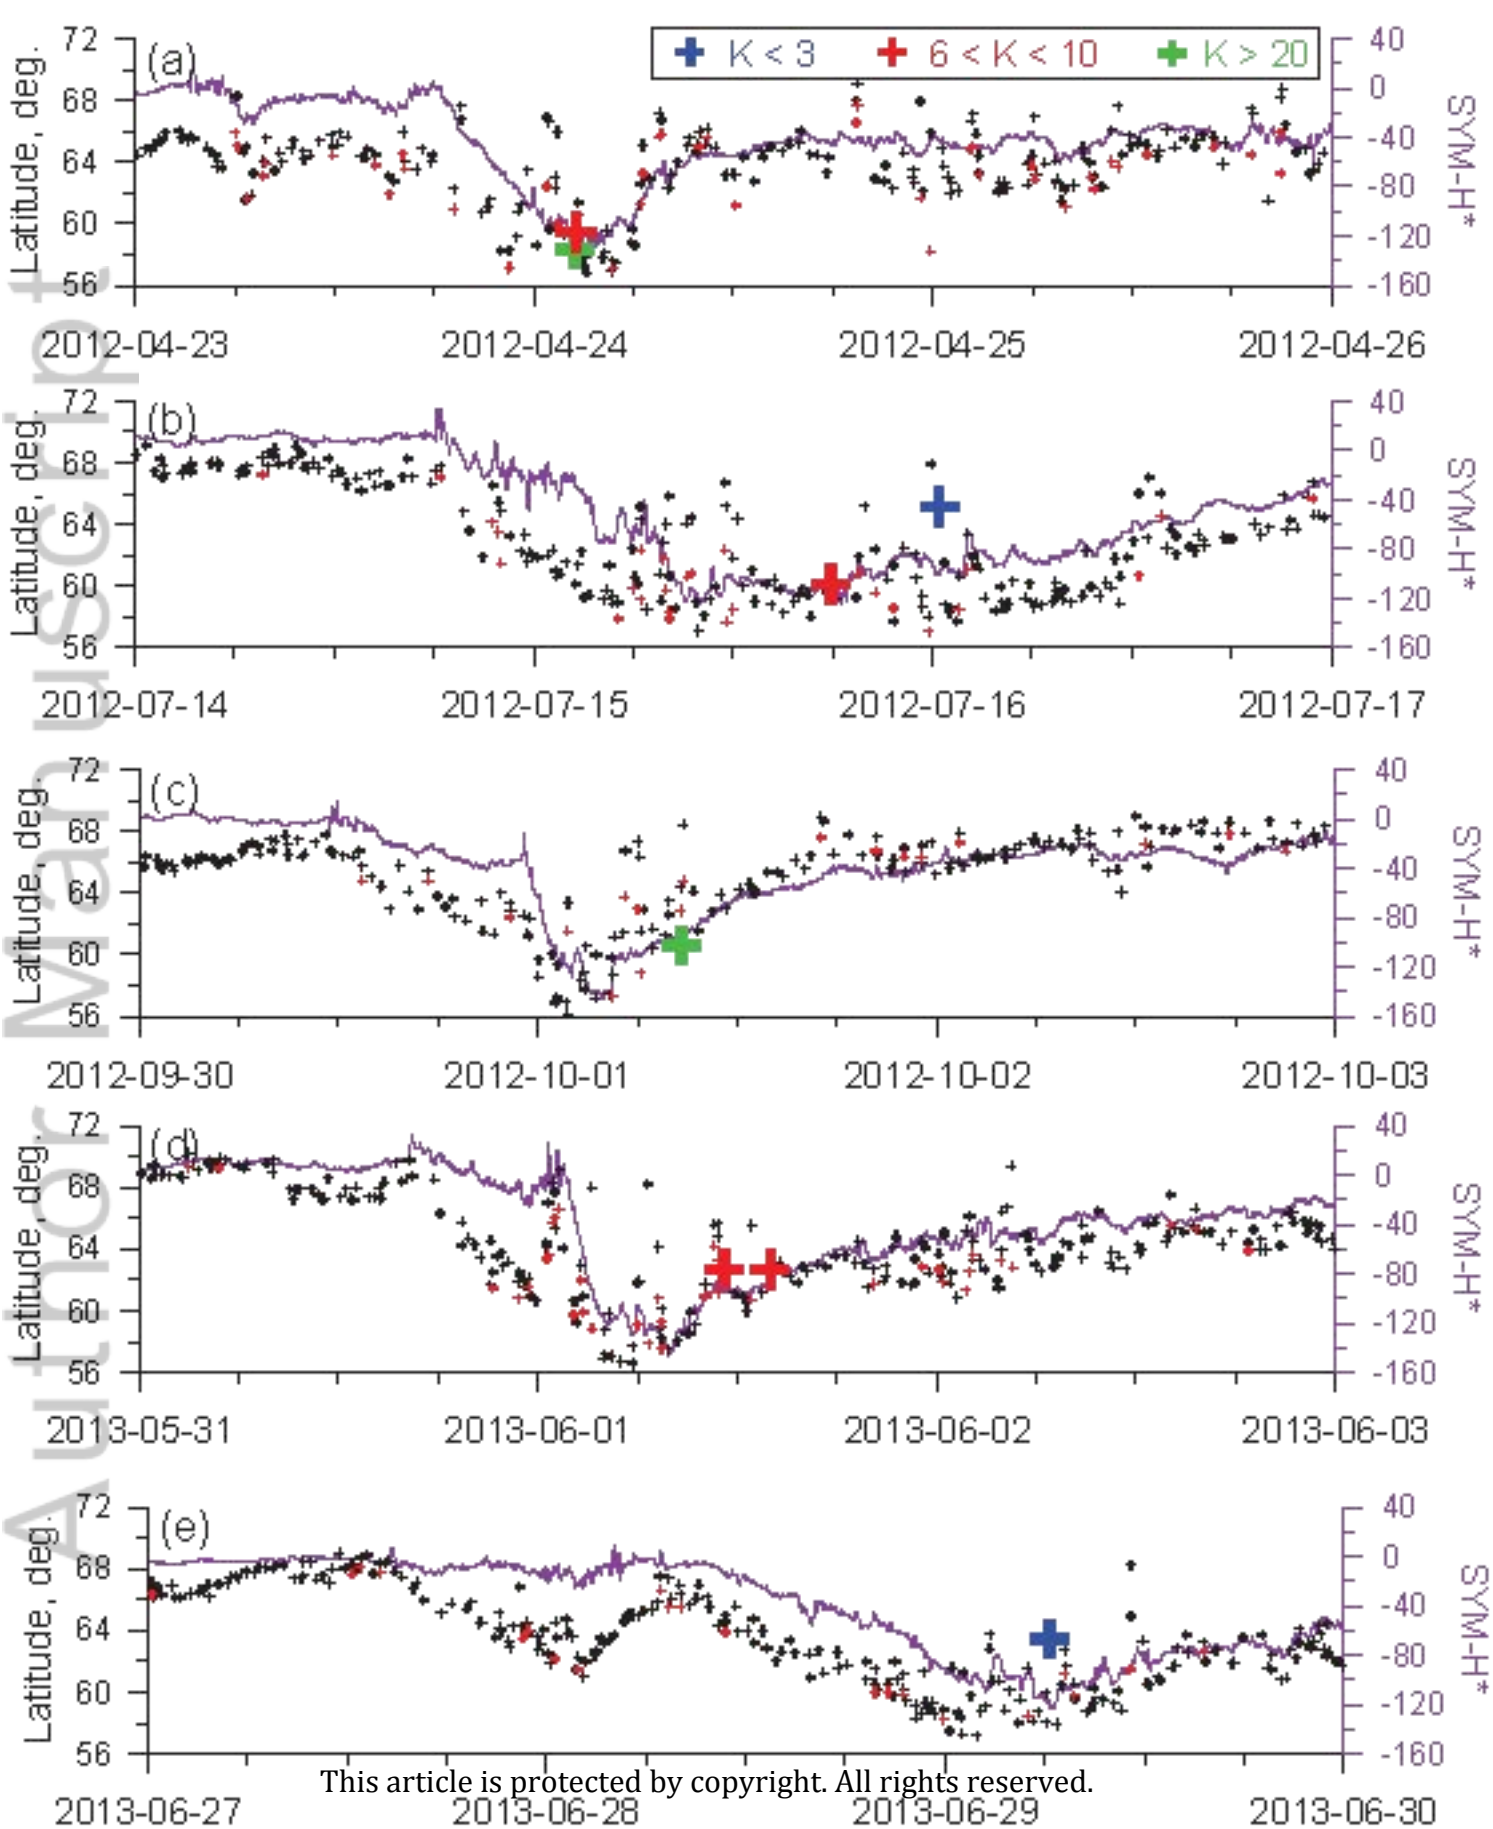 Author Manuscript
K < 3 6 < K < 10 K > 20
(a)
Latitude, deg.
72
68
64
60
56
40
0
-40
-80
-120
-160
SYM-H*
2012-04-23 2012-04-24 2012-04-25 2012-04-26
(b)
Latitude, deg.
72
68
64
60
56
40
0
-40
-80
-120
-160
SYM-H*
2012-07-14 2012-07-15 2012-07-16 2012-07-17
(c)
Latitude, deg.
72
68
64
60
56
40
0
-40
-80
-120
-160
SYM-H*
2012-09-30 2012-10-01 2012-10-02 2012-10-03
(d)
Latitude, deg.
72
68
64
60
56
40
0
-40
-80
-120
-160
SYM-H*
2013-05-31 2013-06-01 2013-06-02 2013-06-03
(e)
Latitude, deg.
72
68
64
60
56
40
0
-40
-80
-120
-160
SYM-H*
This article is protected by copyright. All rights reserved.
2013-06-27 2013-06-28 2013-06-29 2013-06-30